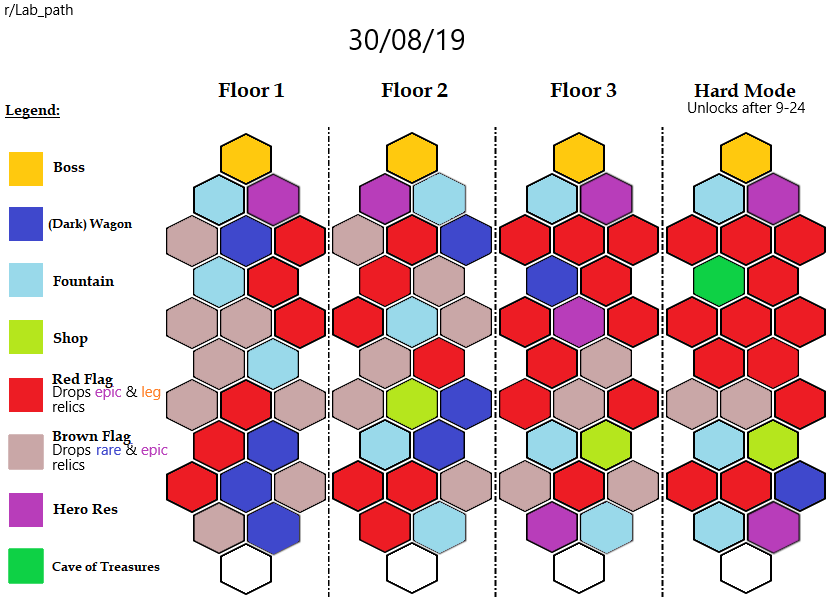 r/Lab_path
30/08/19
Floor 1
Floor 2
Floor 3
Hard Mode
Unlocks after 9-24
Legend:
Boss
(Dark) Wagon
Fountain
Shop
Red Flag
Drops epic & leg
relics
Brown Flag
Drops rare & epic
relics
Hero Res
Cave of Treasures